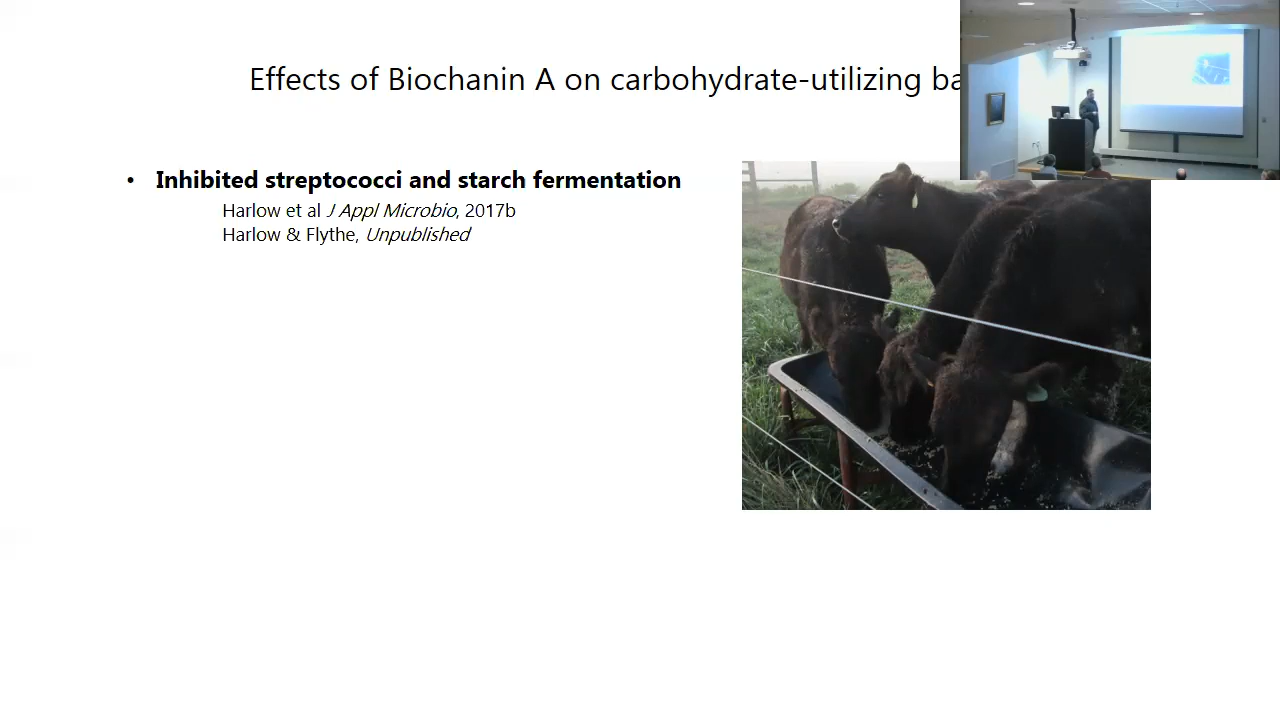 Effects of Biochanin A on carbohydrate-utilizing
• Inhibited streptococci and starch fermentation
Harlow et al J Appl Microbio, 2017b
Harlow & Flythe, Unpublished